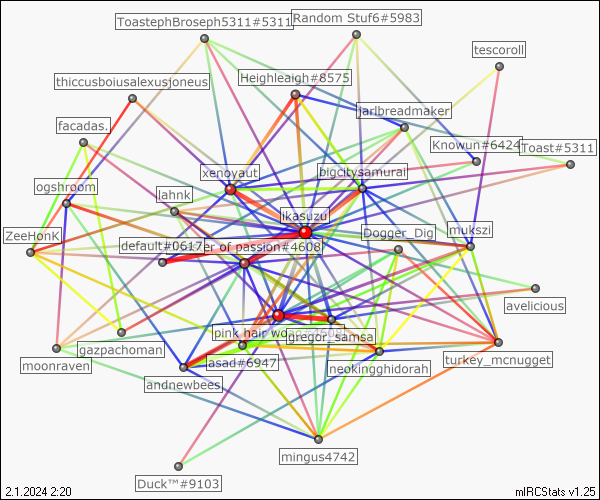 ToastephBroseph5311#5311
Random Stuf6#5983
tescoroll
thiccusboiusalexusjoneus
Heighleaigh#8575
jarlbreadmaker
facadas.
Knowun#6424
Toast#5311
xenoyaut
bigcitysamurai
ogshroom
lahnk
ikasuzu
Dogger_Dig
mukszi
ZeeHonK
default#0617
er of passion#4608
avelicious
pink hair
gregor_samsa
gazpachoman
moonraven
asad#6947
neokingghidorah
turkey_mcnugget
andnewbees
mingus4742
Duck™#9103
2.1.2024 2:20
mIRCStats v1.25